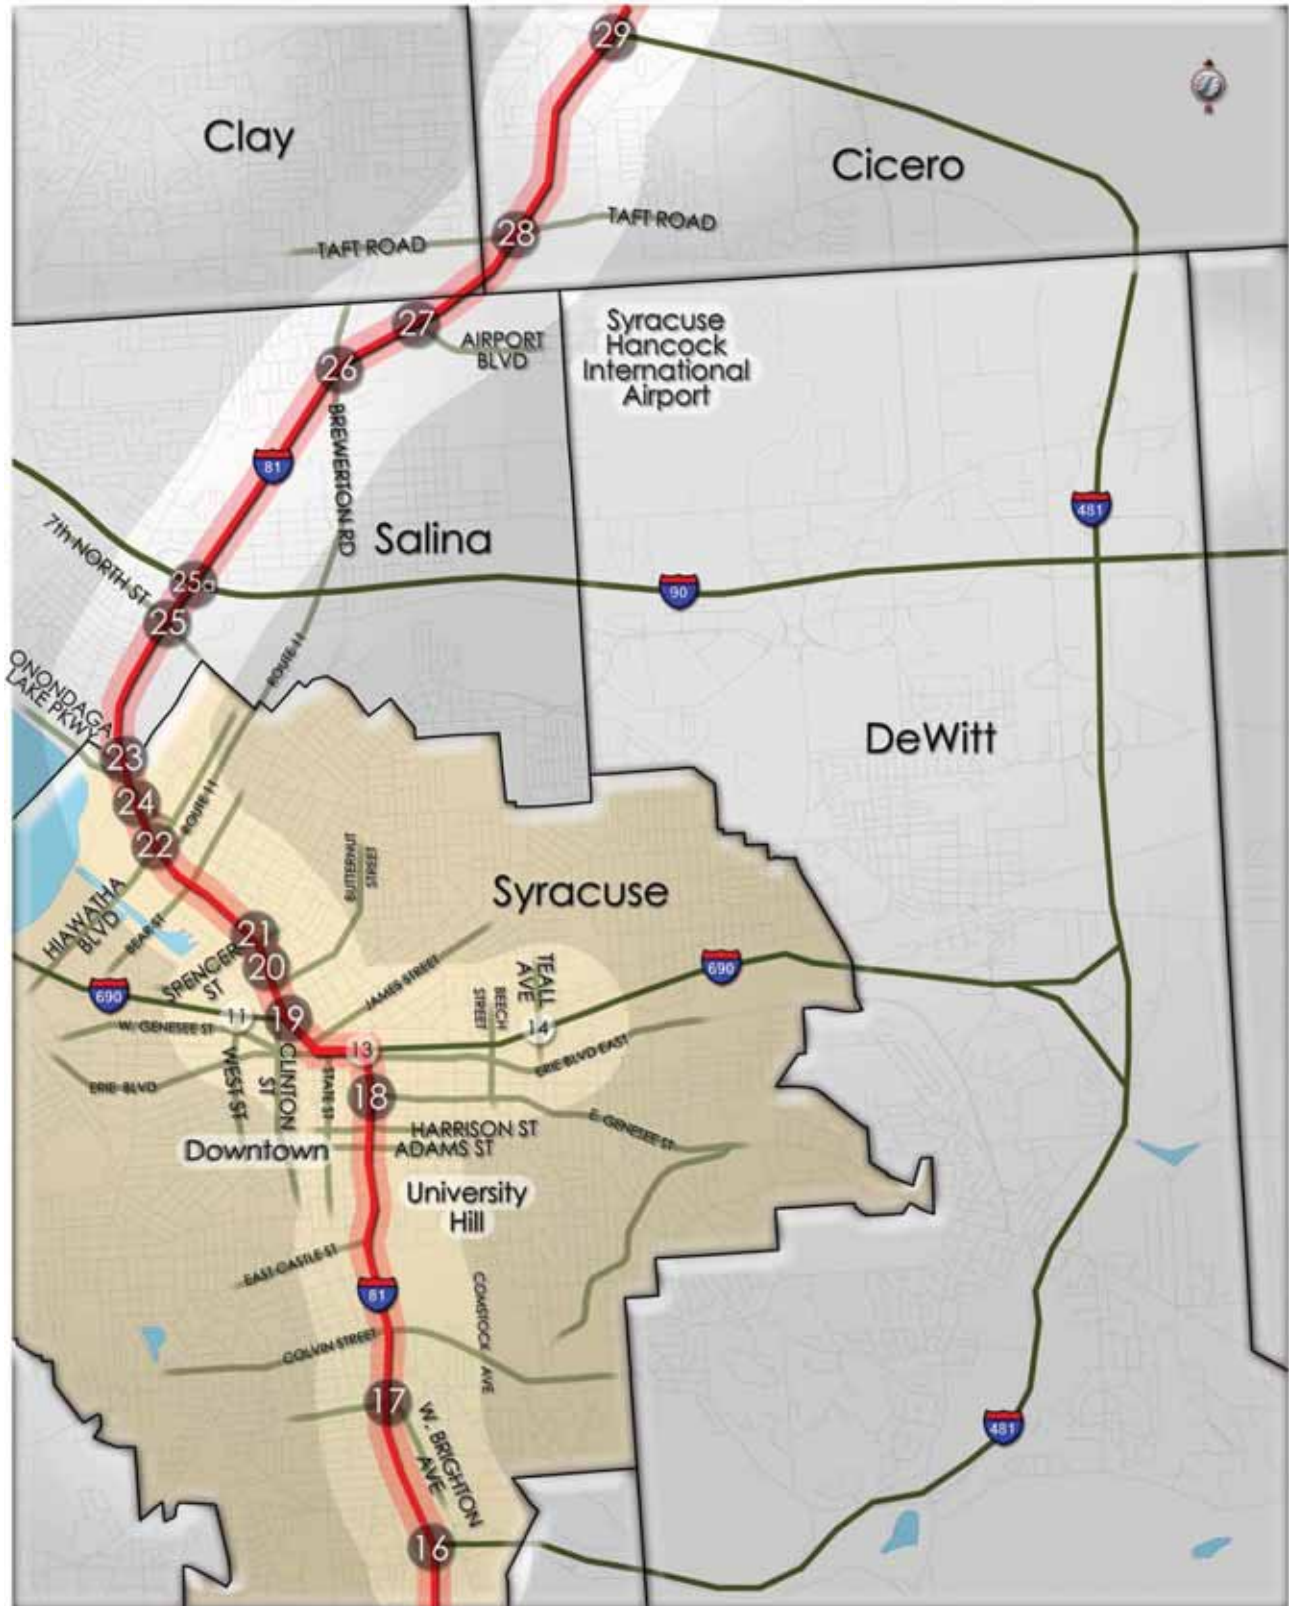 29
Clay
Cicero
TAFT ROAD
28
TAFT ROAD
27
AIRPORT
BLVD
Syracuse
Hancock
International
Airport
26
BREWERTON RD
81
481
7th NORTH ST
Salina
25a
90
25
ROUTE 11
ONONDAGA
LAKE PKWY
DeWitt
23
24
ROUTE 11
22
BUTTERNUT
STREET
Syracuse
HIAWATHA
BLVD
BEAR ST
21
20
SPENCER
ST
JAMES STREET
TEALL
AVE
BEECH
STREET
690
690
11
19
14
W. GENESEE ST
13
ERIE BLVD EAST
WEST ST
CLINTON
ST
STATE ST
ERIE BLVD
18
HARRISON ST
ADAMS ST
E. GENESEE ST
Downtown
University
Hill
EAST CASTLE ST
81
COMSTOCK AVE
COLVIN STREET
17
W. BRIGHTON
AVE
481
16